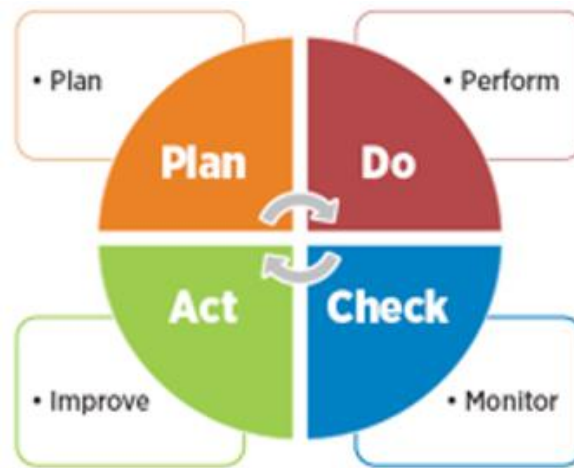 • Plan
• Perform
Plan
Do
Act
Check
• Improve
• Monitor